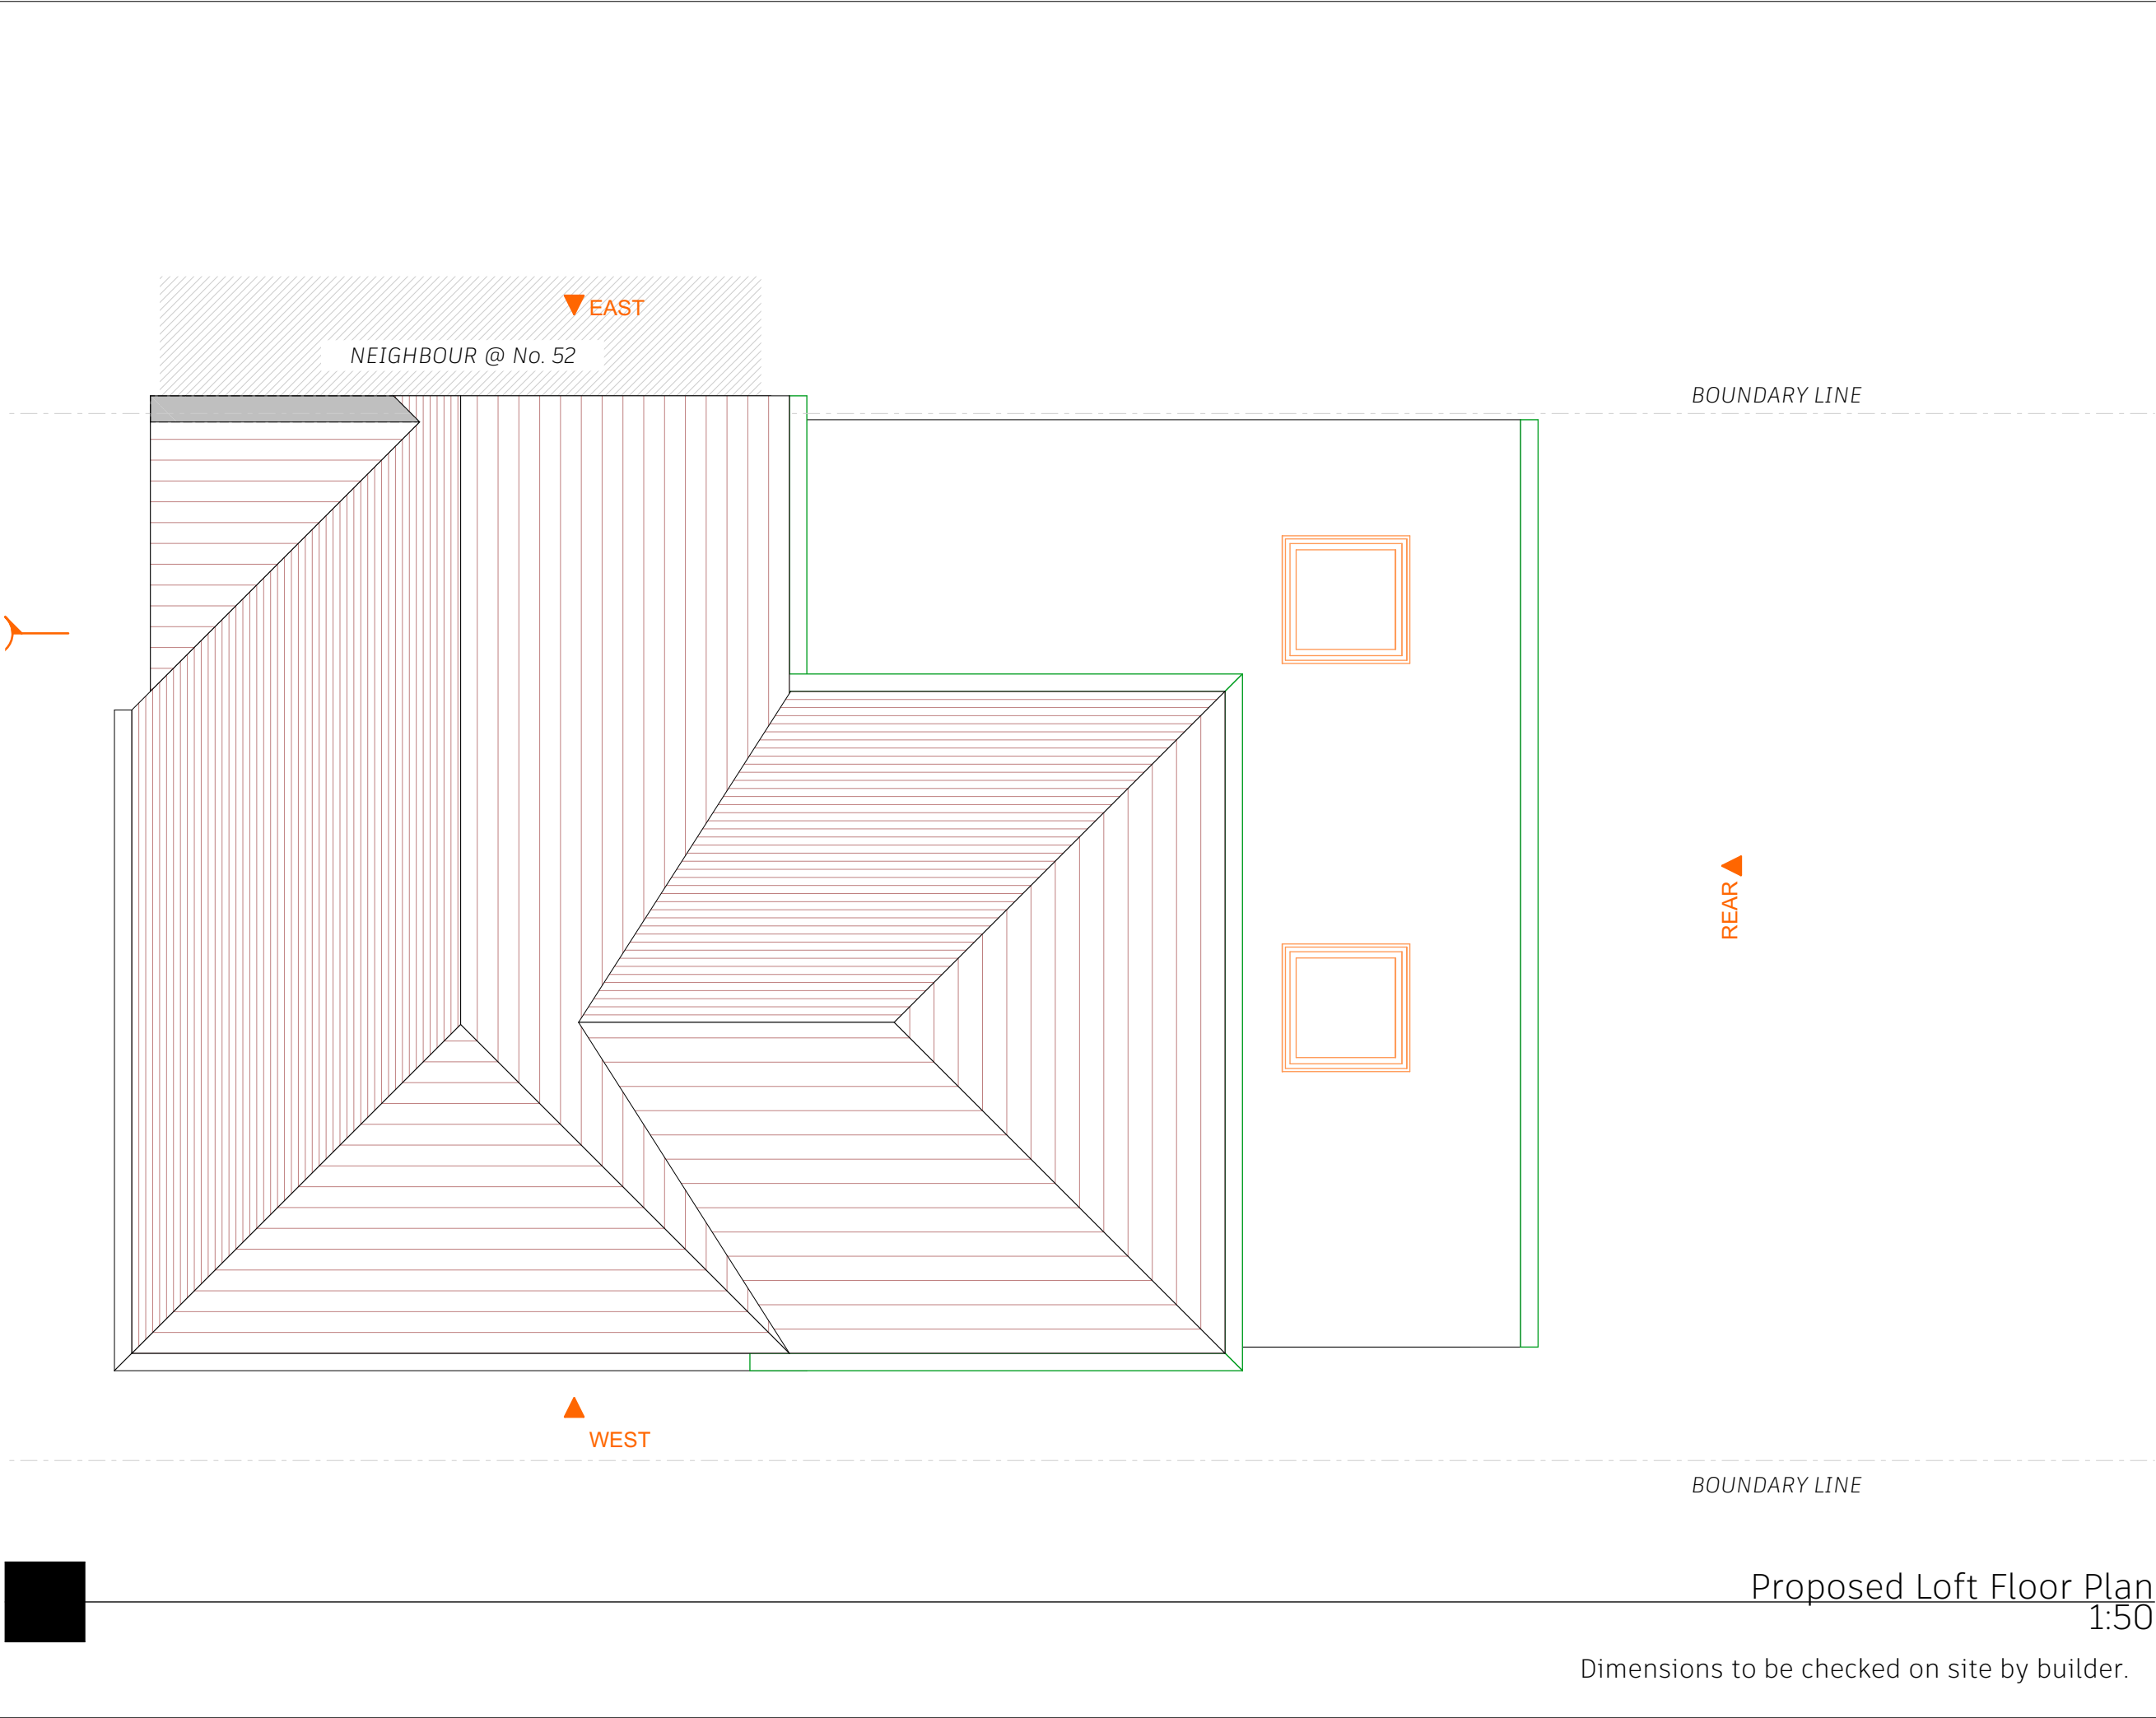 EAST
NEIGHBOUR @ No. 52
BOUNDARY LINE
REAR
WEST
BOUNDARY LINE
Proposed Loft Floor Plan
1:50
Dimensions to be checked on site by builder.